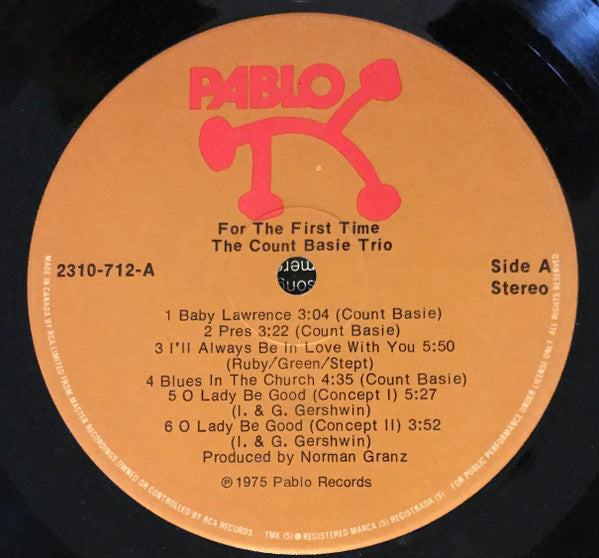 PABLO
For The First Time
The Count Basie Trio
2310-712-A
Side A
Stereo
1 Baby Lawrence 3:04 (Count Basie)
2 Pres 3:22 (Count Basie)
3 I'll Always Be In Love With You 5:50
(Ruby/Green/Stept)
4 Blues In The Church 4:35 (Count Basie)
5 O Lady Be Good (Concept I) 5:27
(I. & G. Gershwin)
6 O Lady Be Good (Concept II) 3:52
(I. & G. Gershwin)
Produced by Norman Granz
℗ 1975 Pablo Records
MADE IN CANADA BY RCA LIMITED FROM MASTER RECORDINGS OWNED OR CONTROLLED BY RCA RECORDS
TMK (S) ® REGISTERED MARCA (S) REGISTRADA (S)
FOR PUBLIC PERFORMANCE UNDER LICENSE ONLY. ALL RIGHTS RESERVED